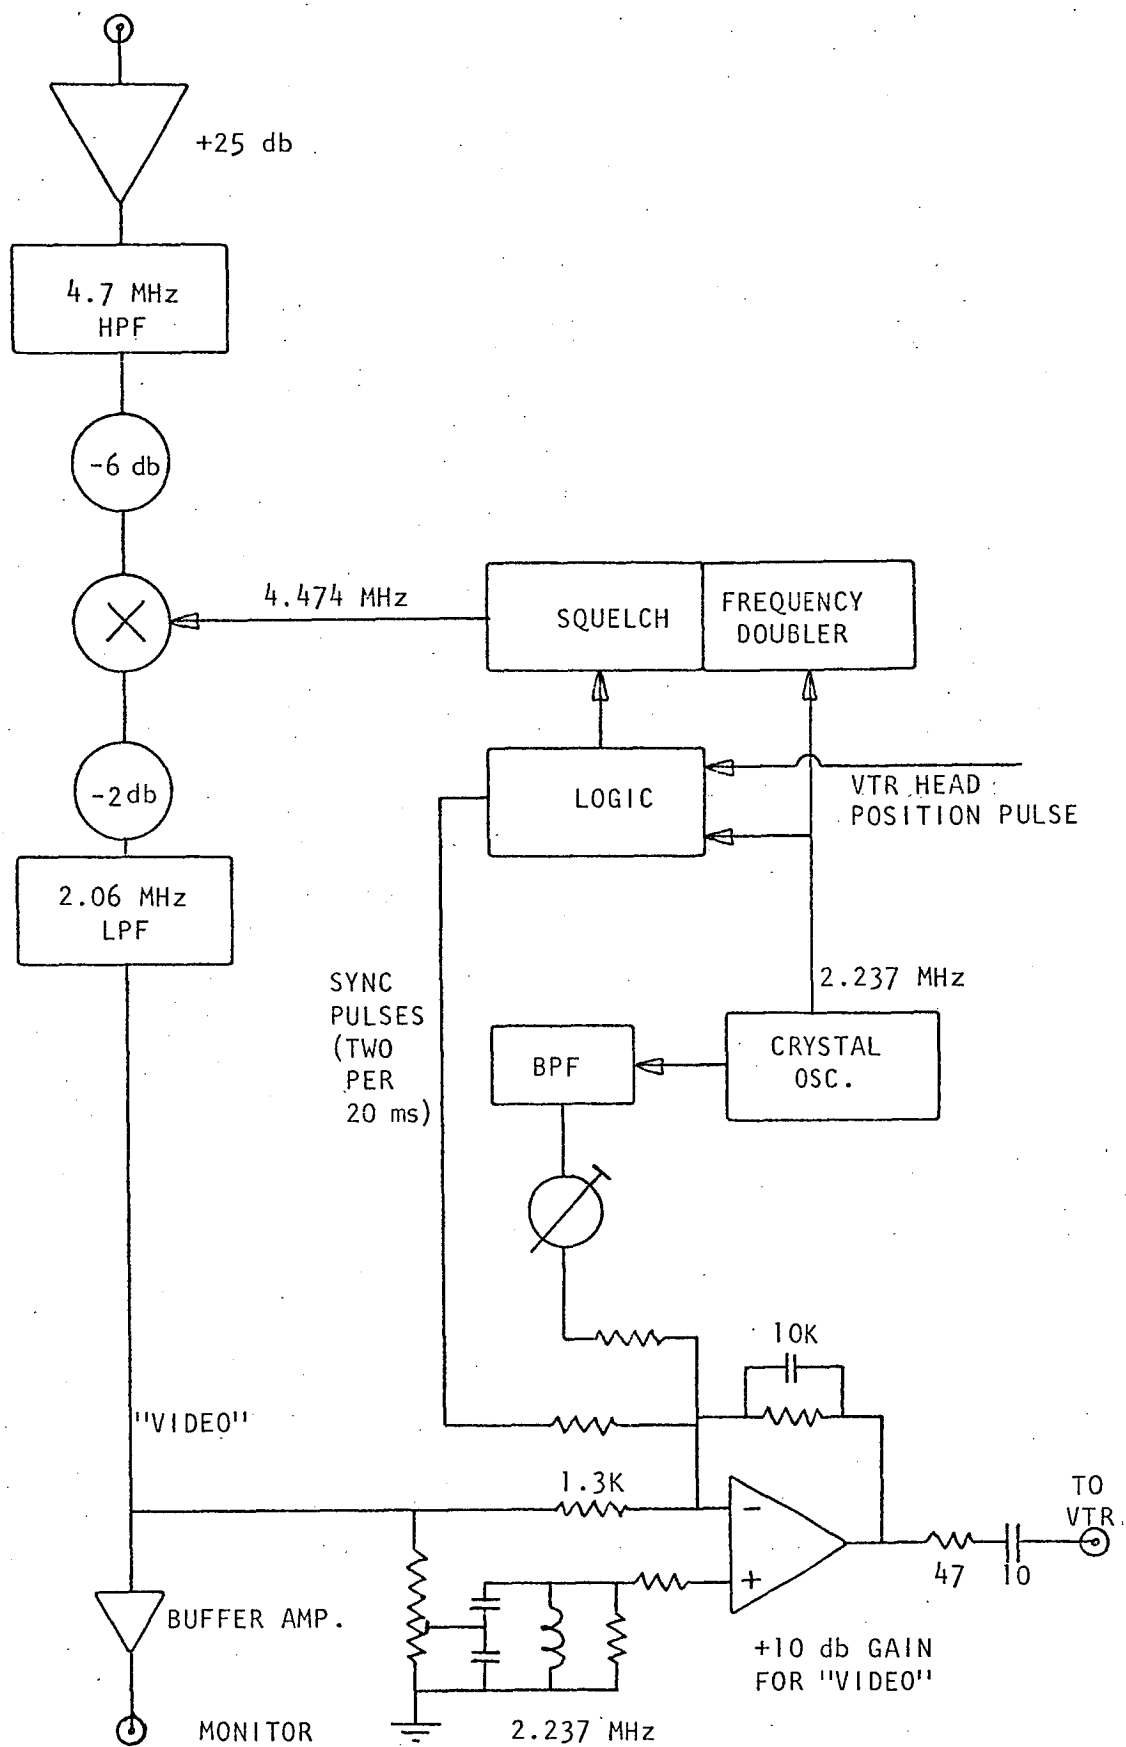 +25 db
4.7 MHz
HPF
-6 db
4.474 MHz
SQUELCH
FREQUENCY
DOUBLER
-2db
LOGIC
VTR HEAD
POSITION PULSE
2.06 MHz
LPF
SYNC
PULSES
(TWO
PER
20 ms)
2.237 MHz
BPF
CRYSTAL
OSC.
10K
"VIDEO"
1.3K
-
+
TO
VTR
47
10
BUFFER AMP.
+10 db GAIN
FOR "VIDEO"
MONITOR
2.237 MHz